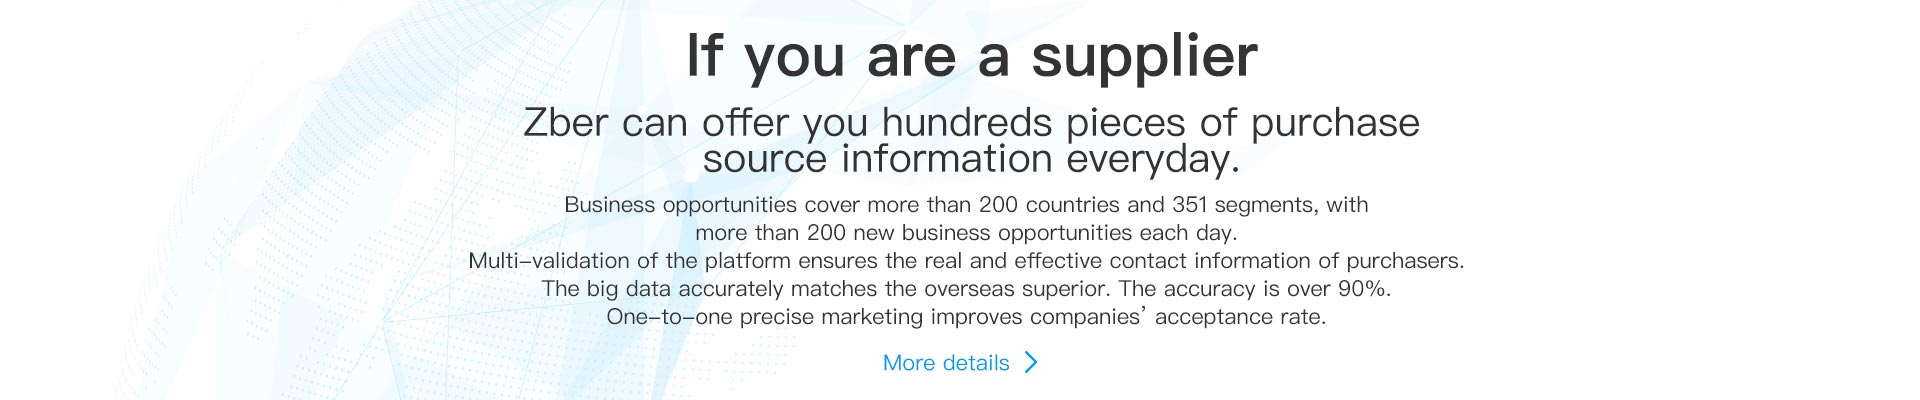 If you are a supplier
Zber can offer you hundreds pieces of purchase
source information everyday.
Business opportunities cover more than 200 countries and 351 segments, with
more than 200 new business opportunities each day.
Multi–validation of the platform ensures the real and effective contact information of purchasers.
The big data accurately matches the overseas superior. The accuracy is over 90%.
One–to–one precise marketing improves companies’ acceptance rate.
More details >